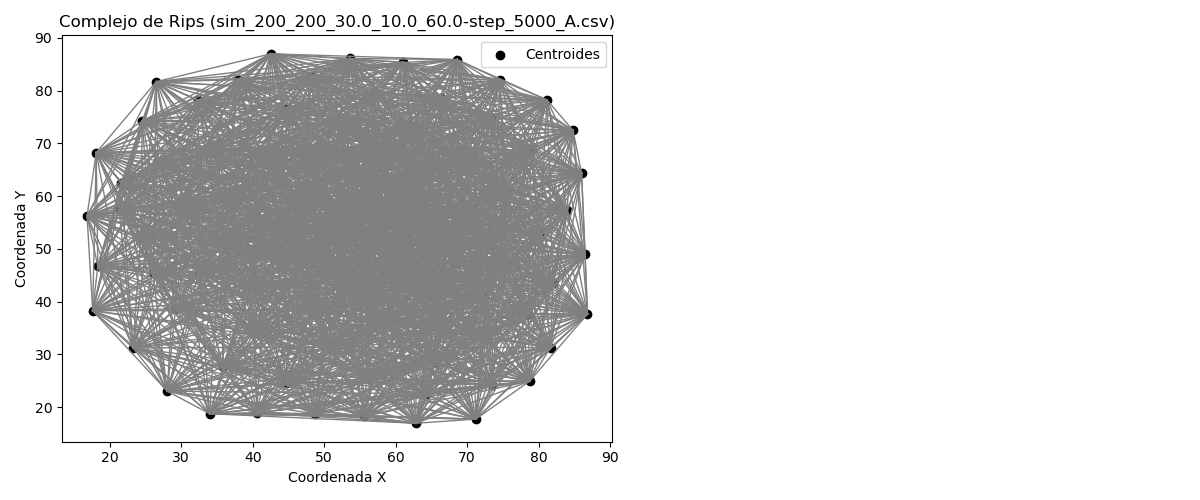 Complejo de Rips (sim_200_200_30.0_10.0_60.0-step_5000_A.csv)
Centroides
Coordenada Y
90
80
70
60
50
40
30
20
20 30 40 50 60 70 80 90
Coordenada X